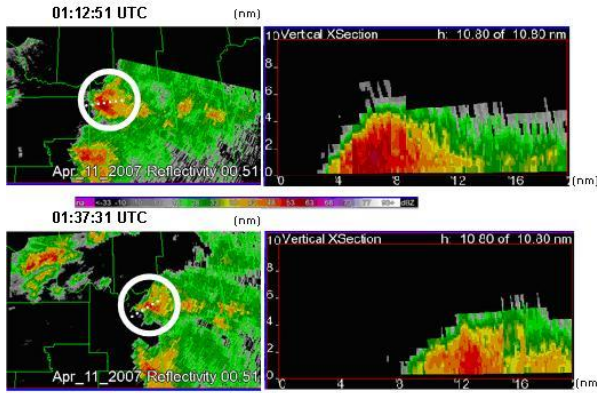 01:12:51 UTC (nm)
10 Vertical XSection h: 10.80 of 10.80 nm
8
6
4
2
0 4 8 12 16 2
(nm
Apr_11_2007 Reflectivity 00:51
dBZ
01:37:31 UTC (nm)
10 Vertical XSection h: 10.80 of 10.80 nm
8
6
4
2
0 4 8 12 16 (nm
Apr_11_2007 Reflectivity 00:51